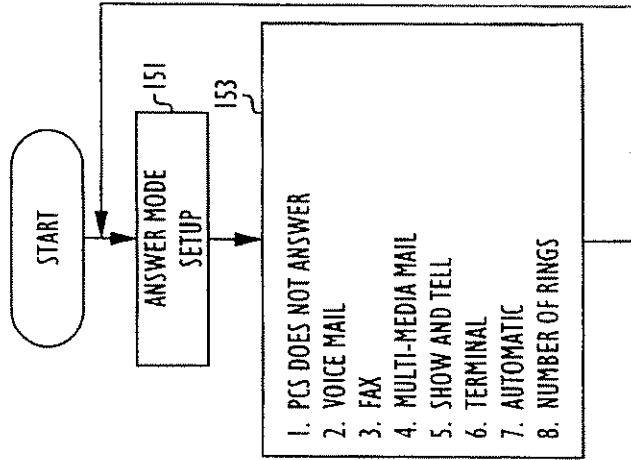 START
151
ANSWER MODE
SETUP
153
1. PCS DOES NOT ANSWER
2. VOICE MAIL
3. FAX
4. MULTI-MEDIA MAIL
5. SHOW AND TELL
6. TERMINAL
7. AUTOMATIC
8. NUMBER OF RINGS